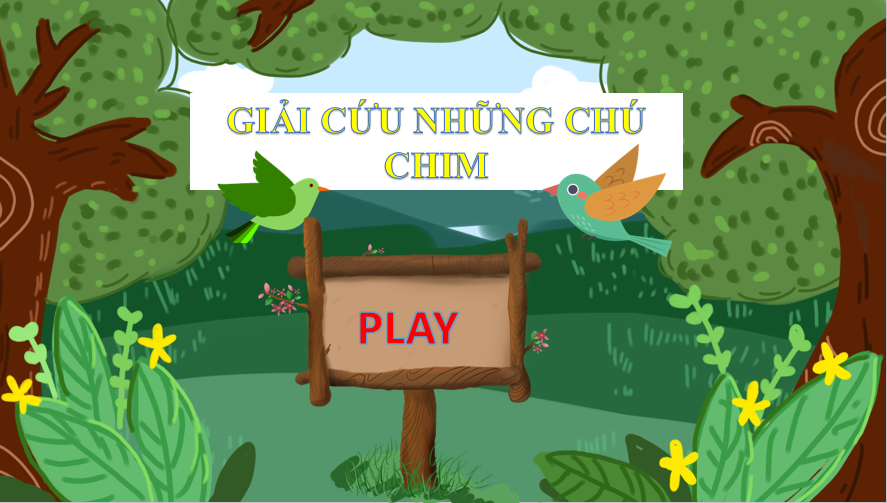 GIẢI CỨU NHỮNG CHÚ
CHIM
PLAY